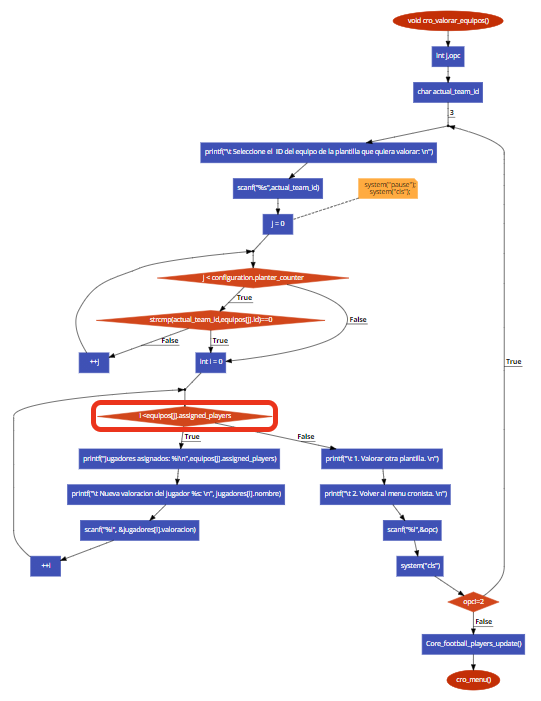 void cro_valorar_equipos()
int j,opc
char actual_team_id
3
printf("\t Seleccione el  ID del equipo de la plantilla que quiera valorar: \n")
scanf("%s",actual_team_id)
system("pause");
system("cls");
j = 0
j < configuration.planter_counter
True
strcmp(actual_team_id,equipos[j].id)==0
False
False
True
++j
int i = 0
True
i <equipos[j].assigned_players
True
False
printf("jugadores asignados: %i\n",equipos[j].assigned_players)
printf("\t 1. Valorar otra plantilla. \n")
printf("\t Nueva valoracion del jugador %s: \n", jugadores[i].nombre)
printf("\t 2. Volver al menu cronista. \n")
scanf("%i", &jugadores[i].valoracion)
scanf("%i",&opc)
++i
system("cls")
opc!=2
False
Core_football_players_update()
cro_menu()